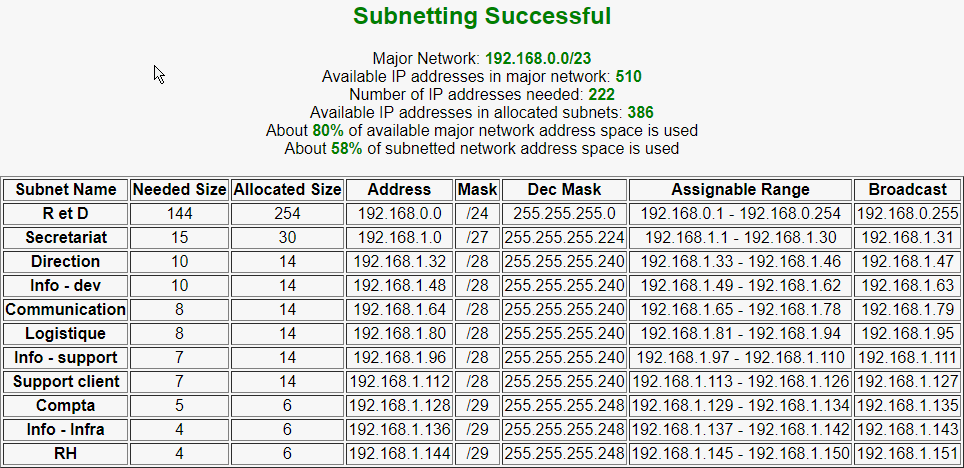 Subnetting Successful
Major Network: 192.168.0.0/23
Available IP addresses in major network: 510
Number of IP addresses needed: 222
Available IP addresses in allocated subnets: 386
About 80% of available major network address space is used
About 58% of subnetted network address space is used
Subnet Name Needed Size Allocated Size Address Mask Dec Mask Assignable Range Broadcast
R et D 144 254 192.168.0.0 /24 255.255.255.0 192.168.0.1 - 192.168.0.254 192.168.0.255
Secretariat 15 30 192.168.1.0 /27 255.255.255.224 192.168.1.1 - 192.168.1.30 192.168.1.31
Direction 10 14 192.168.1.32 /28 255.255.255.240 192.168.1.33 - 192.168.1.46 192.168.1.47
Info - dev 10 14 192.168.1.48 /28 255.255.255.240 192.168.1.49 - 192.168.1.62 192.168.1.63
Communication 8 14 192.168.1.64 /28 255.255.255.240 192.168.1.65 - 192.168.1.78 192.168.1.79
Logistique 8 14 192.168.1.80 /28 255.255.255.240 192.168.1.81 - 192.168.1.94 192.168.1.95
Info - support 7 14 192.168.1.96 /28 255.255.255.240 192.168.1.97 - 192.168.1.110 192.168.1.111
Support client 7 14 192.168.1.112 /28 255.255.255.240 192.168.1.113 - 192.168.1.126 192.168.1.127
Compta 5 6 192.168.1.128 /29 255.255.255.248 192.168.1.129 - 192.168.1.134 192.168.1.135
Info - Infra 4 6 192.168.1.136 /29 255.255.255.248 192.168.1.137 - 192.168.1.142 192.168.1.143
RH 4 6 192.168.1.144 /29 255.255.255.248 192.168.1.145 - 192.168.1.150 192.168.1.151